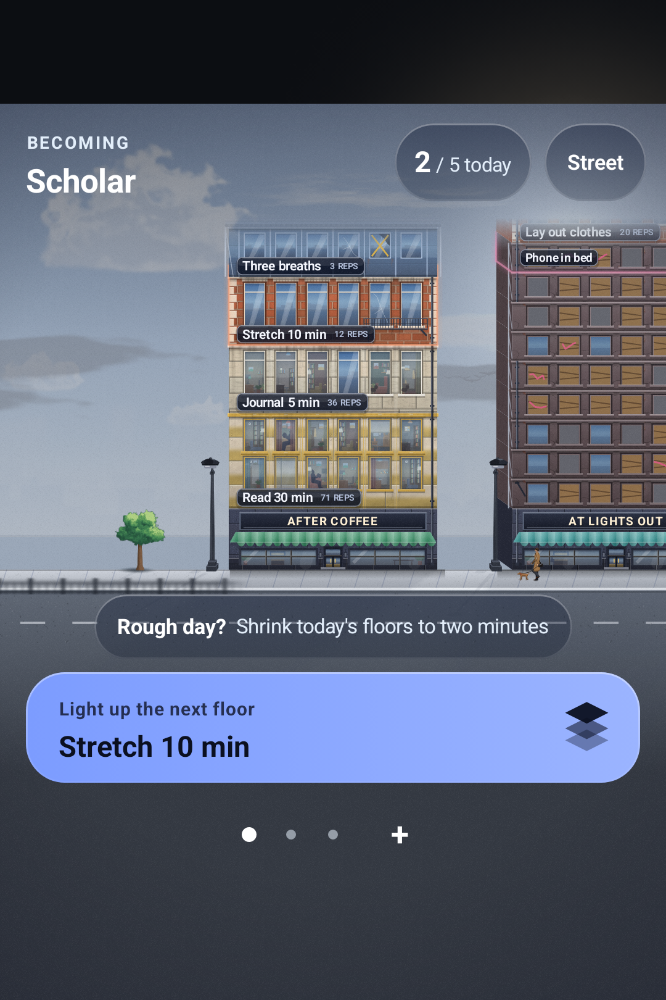 BECOMING
Scholar
2 / 5 today
Street
Three breaths 3 REPS
Stretch 10 min 12 REPS
Journal 5 min 36 REPS
Read 30 min 71 REPS
AFTER COFFEE
Lay out clothes 20 REPS
Phone in bed
AT LIGHTS OUT
Rough day? Shrink today's floors to two minutes
Light up the next floor
Stretch 10 min
+